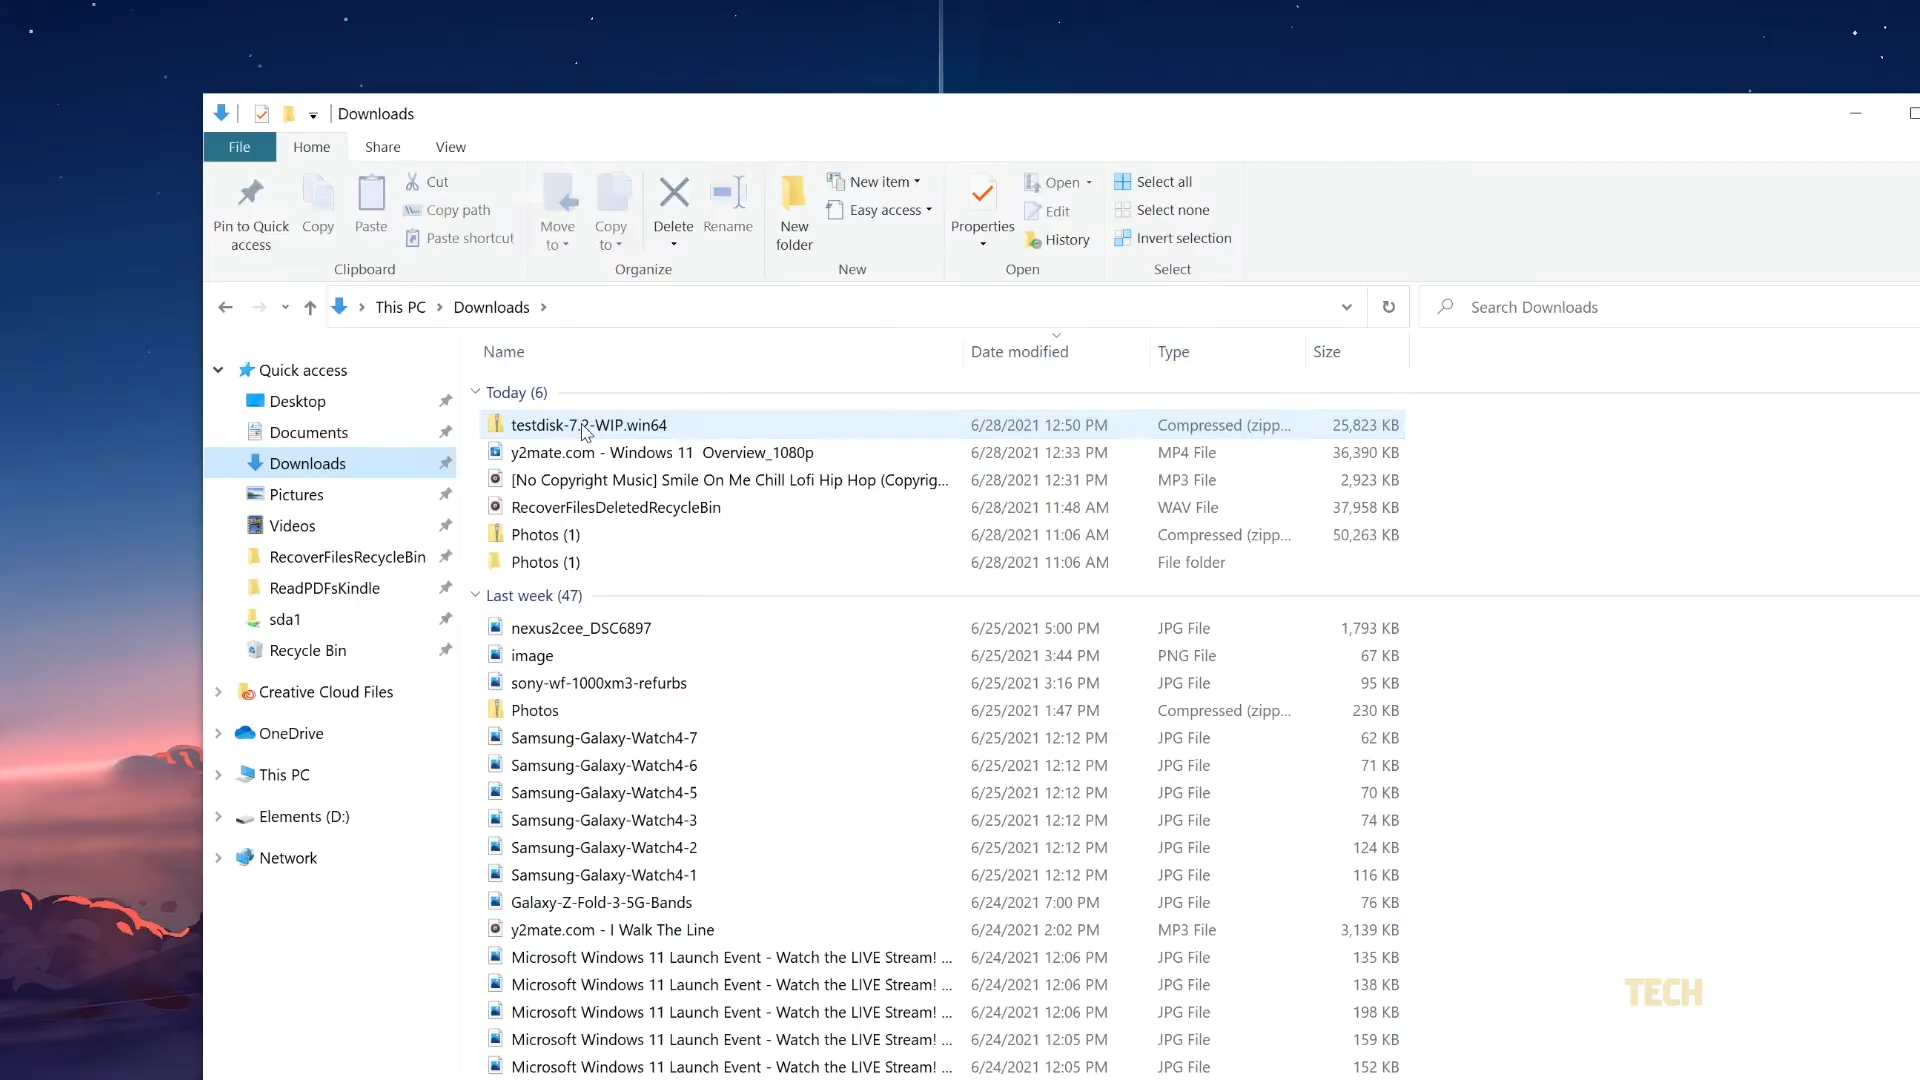 Downloads
File Home Share View
Pin to Quick access
Copy
Paste
Cut
Copy path
Paste shortcut
Clipboard
Move to
Copy to
Delete
Rename
Organize
New folder
New item
Easy access
New
Properties
Open
Edit
History
Open
Select all
Select none
Invert selection
Select
This PC > Downloads >
Search Downloads
Quick access
Desktop
Documents
Downloads
Pictures
Videos
RecoverFilesRecycleBin
ReadPDFsKindle
sda1
Recycle Bin
Creative Cloud Files
OneDrive
This PC
Elements (D:)
Network
Name Date modified Type Size
Today (6)
testdisk-7.2-WIP.win64 6/28/2021 12:50 PM Compressed (zipp... 25,823 KB
y2mate.com - Windows 11 Overview_1080p 6/28/2021 12:33 PM MP4 File 36,390 KB
[No Copyright Music] Smile On Me Chill Lofi Hip Hop (Copyrig... 6/28/2021 12:31 PM MP3 File 2,923 KB
RecoverFilesDeletedRecycleBin 6/28/2021 11:48 AM WAV File 37,958 KB
Photos (1) 6/28/2021 11:06 AM Compressed (zipp... 50,263 KB
Photos (1) 6/28/2021 11:06 AM File folder
Last week (47)
nexus2cee_DSC6897 6/25/2021 5:00 PM JPG File 1,793 KB
image 6/25/2021 3:44 PM PNG File 67 KB
sony-wf-1000xm3-refurbs 6/25/2021 3:16 PM JPG File 95 KB
Photos 6/25/2021 1:47 PM Compressed (zipp... 230 KB
Samsung-Galaxy-Watch4-7 6/25/2021 12:12 PM JPG File 62 KB
Samsung-Galaxy-Watch4-6 6/25/2021 12:12 PM JPG File 71 KB
Samsung-Galaxy-Watch4-5 6/25/2021 12:12 PM JPG File 70 KB
Samsung-Galaxy-Watch4-3 6/25/2021 12:12 PM JPG File 74 KB
Samsung-Galaxy-Watch4-2 6/25/2021 12:12 PM JPG File 124 KB
Samsung-Galaxy-Watch4-1 6/25/2021 12:12 PM JPG File 116 KB
Galaxy-Z-Fold-3-5G-Bands 6/24/2021 7:00 PM JPG File 76 KB
y2mate.com - I Walk The Line 6/24/2021 2:02 PM MP3 File 3,139 KB
Microsoft Windows 11 Launch Event - Watch the LIVE Stream! ... 6/24/2021 12:06 PM JPG File 135 KB
Microsoft Windows 11 Launch Event - Watch the LIVE Stream! ... 6/24/2021 12:06 PM JPG File 138 KB
Microsoft Windows 11 Launch Event - Watch the LIVE Stream! ... 6/24/2021 12:06 PM JPG File 198 KB
Microsoft Windows 11 Launch Event - Watch the LIVE Stream! ... 6/24/2021 12:05 PM JPG File 159 KB
Microsoft Windows 11 Launch Event - Watch the LIVE Stream! ... 6/24/2021 12:05 PM JPG File 152 KB
TECH